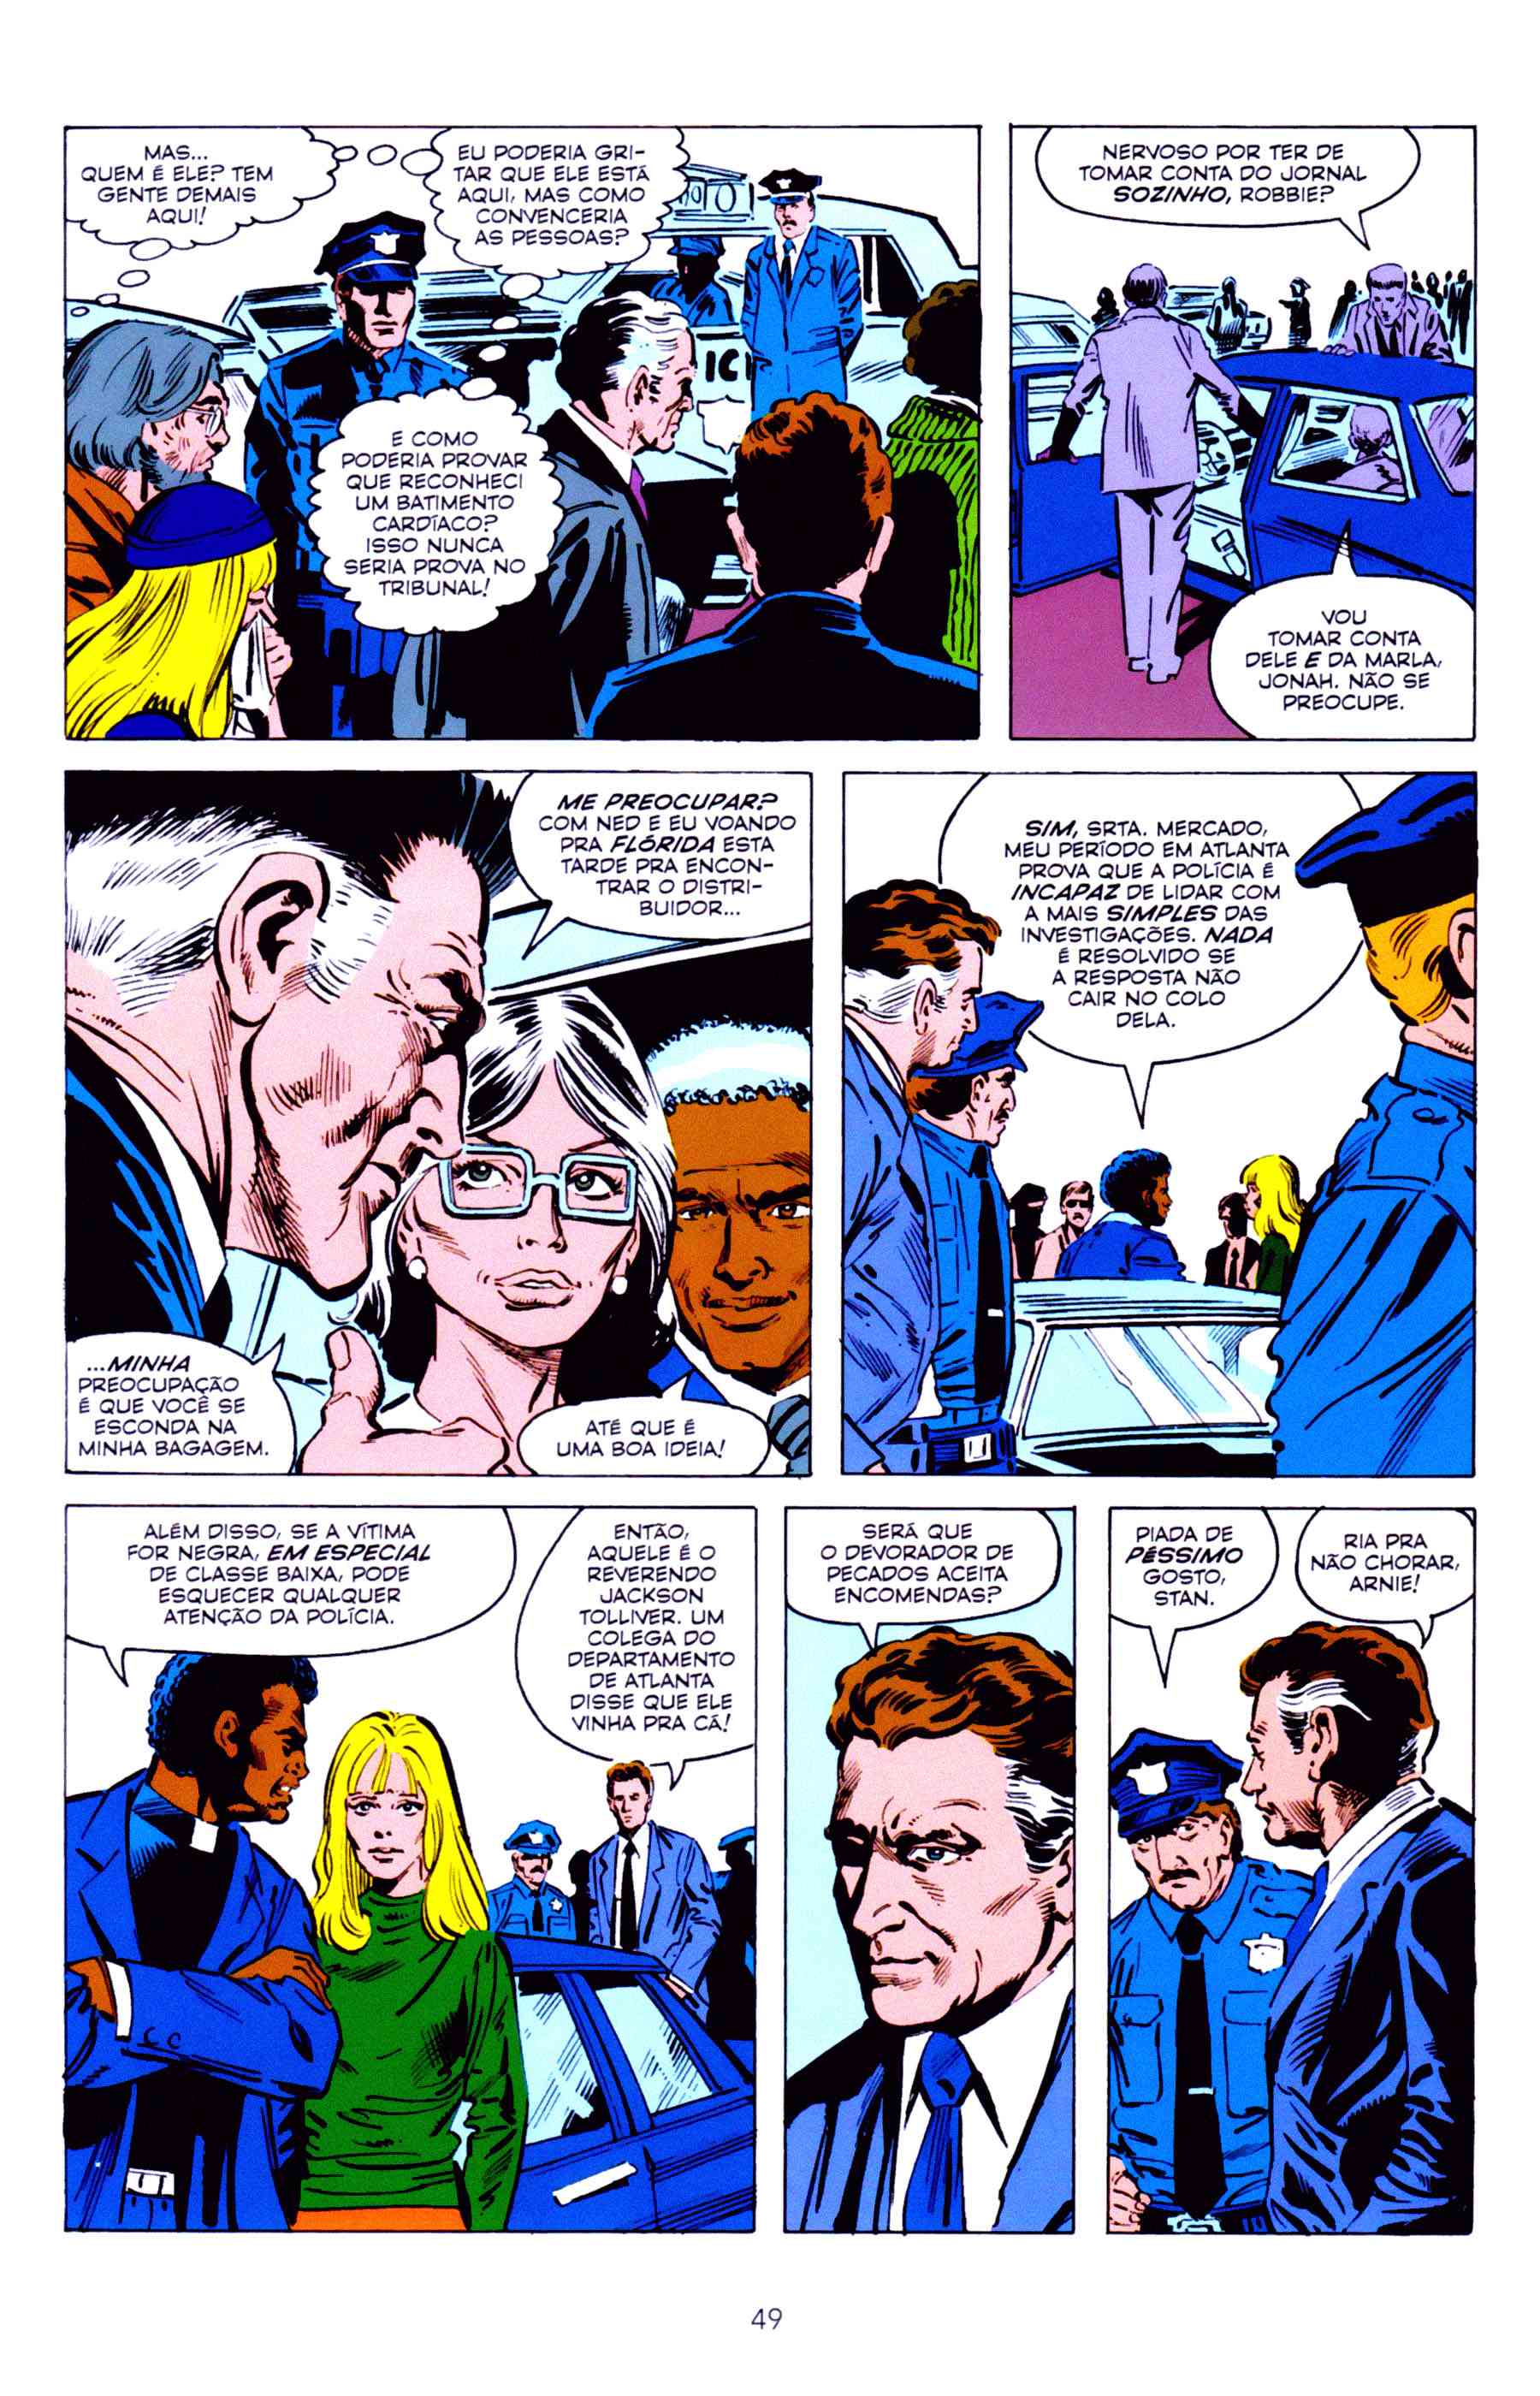 MAS...
QUEM É ELE? TEM
GENTE DEMAIS
AQUI!
EU PODERIA GRI-
TAR QUE ELE ESTÁ
AQUI, MAS COMO
CONVENCERIA
AS PESSOAS?
E COMO
PODERIA PROVAR
QUE RECONHECI
UM BATIMENTO
CARDÍACO?
ISSO NUNCA
SERIA PROVA NO
TRIBUNAL!
NERVOSO POR TER DE
TOMAR CONTA DO JORNAL
SOZINHO, ROBBIE?
VOU
TOMAR CONTA
DELE E DA MARLA,
JONAH. NÃO SE
PREOCUPE.
ME PREOCUPAR?
COM NED E EU VOANDO
PRA FLÓRIDA ESTA
TARDE PRA ENCON-
TRAR O DISTRI-
BUIDOR...
...MINHA
PREOCUPAÇÃO
É QUE VOCÊ SE
ESCONDA NA
MINHA BAGAGEM.
ATÉ QUE É
UMA BOA IDEIA!
SIM, SRTA. MERCADO,
MEU PERÍODO EM ATLANTA
PROVA QUE A POLÍCIA É
INCAPAZ DE LIDAR COM
A MAIS SIMPLES DAS
INVESTIGAÇÕES. NADA
É RESOLVIDO SE
A RESPOSTA NÃO
CAIR NO COLO
DELA.
ALÉM DISSO, SE A VÍTIMA
FOR NEGRA, EM ESPECIAL
DE CLASSE BAIXA, PODE
ESQUECER QUALQUER
ATENÇÃO DA POLÍCIA.
ENTÃO,
AQUELE É O
REVERENDO
JACKSON
TOLLIVER. UM
COLEGA DO
DEPARTAMENTO
DE ATLANTA
DISSE QUE ELE
VINHA PRA CÁ!
SERÁ QUE
O DEVORADOR DE
PECADOS ACEITA
ENCOMENDAS?
PIADA DE
PÉSSIMO
GOSTO,
STAN.
RIA PRA
NÃO CHORAR,
ARNIE!
49